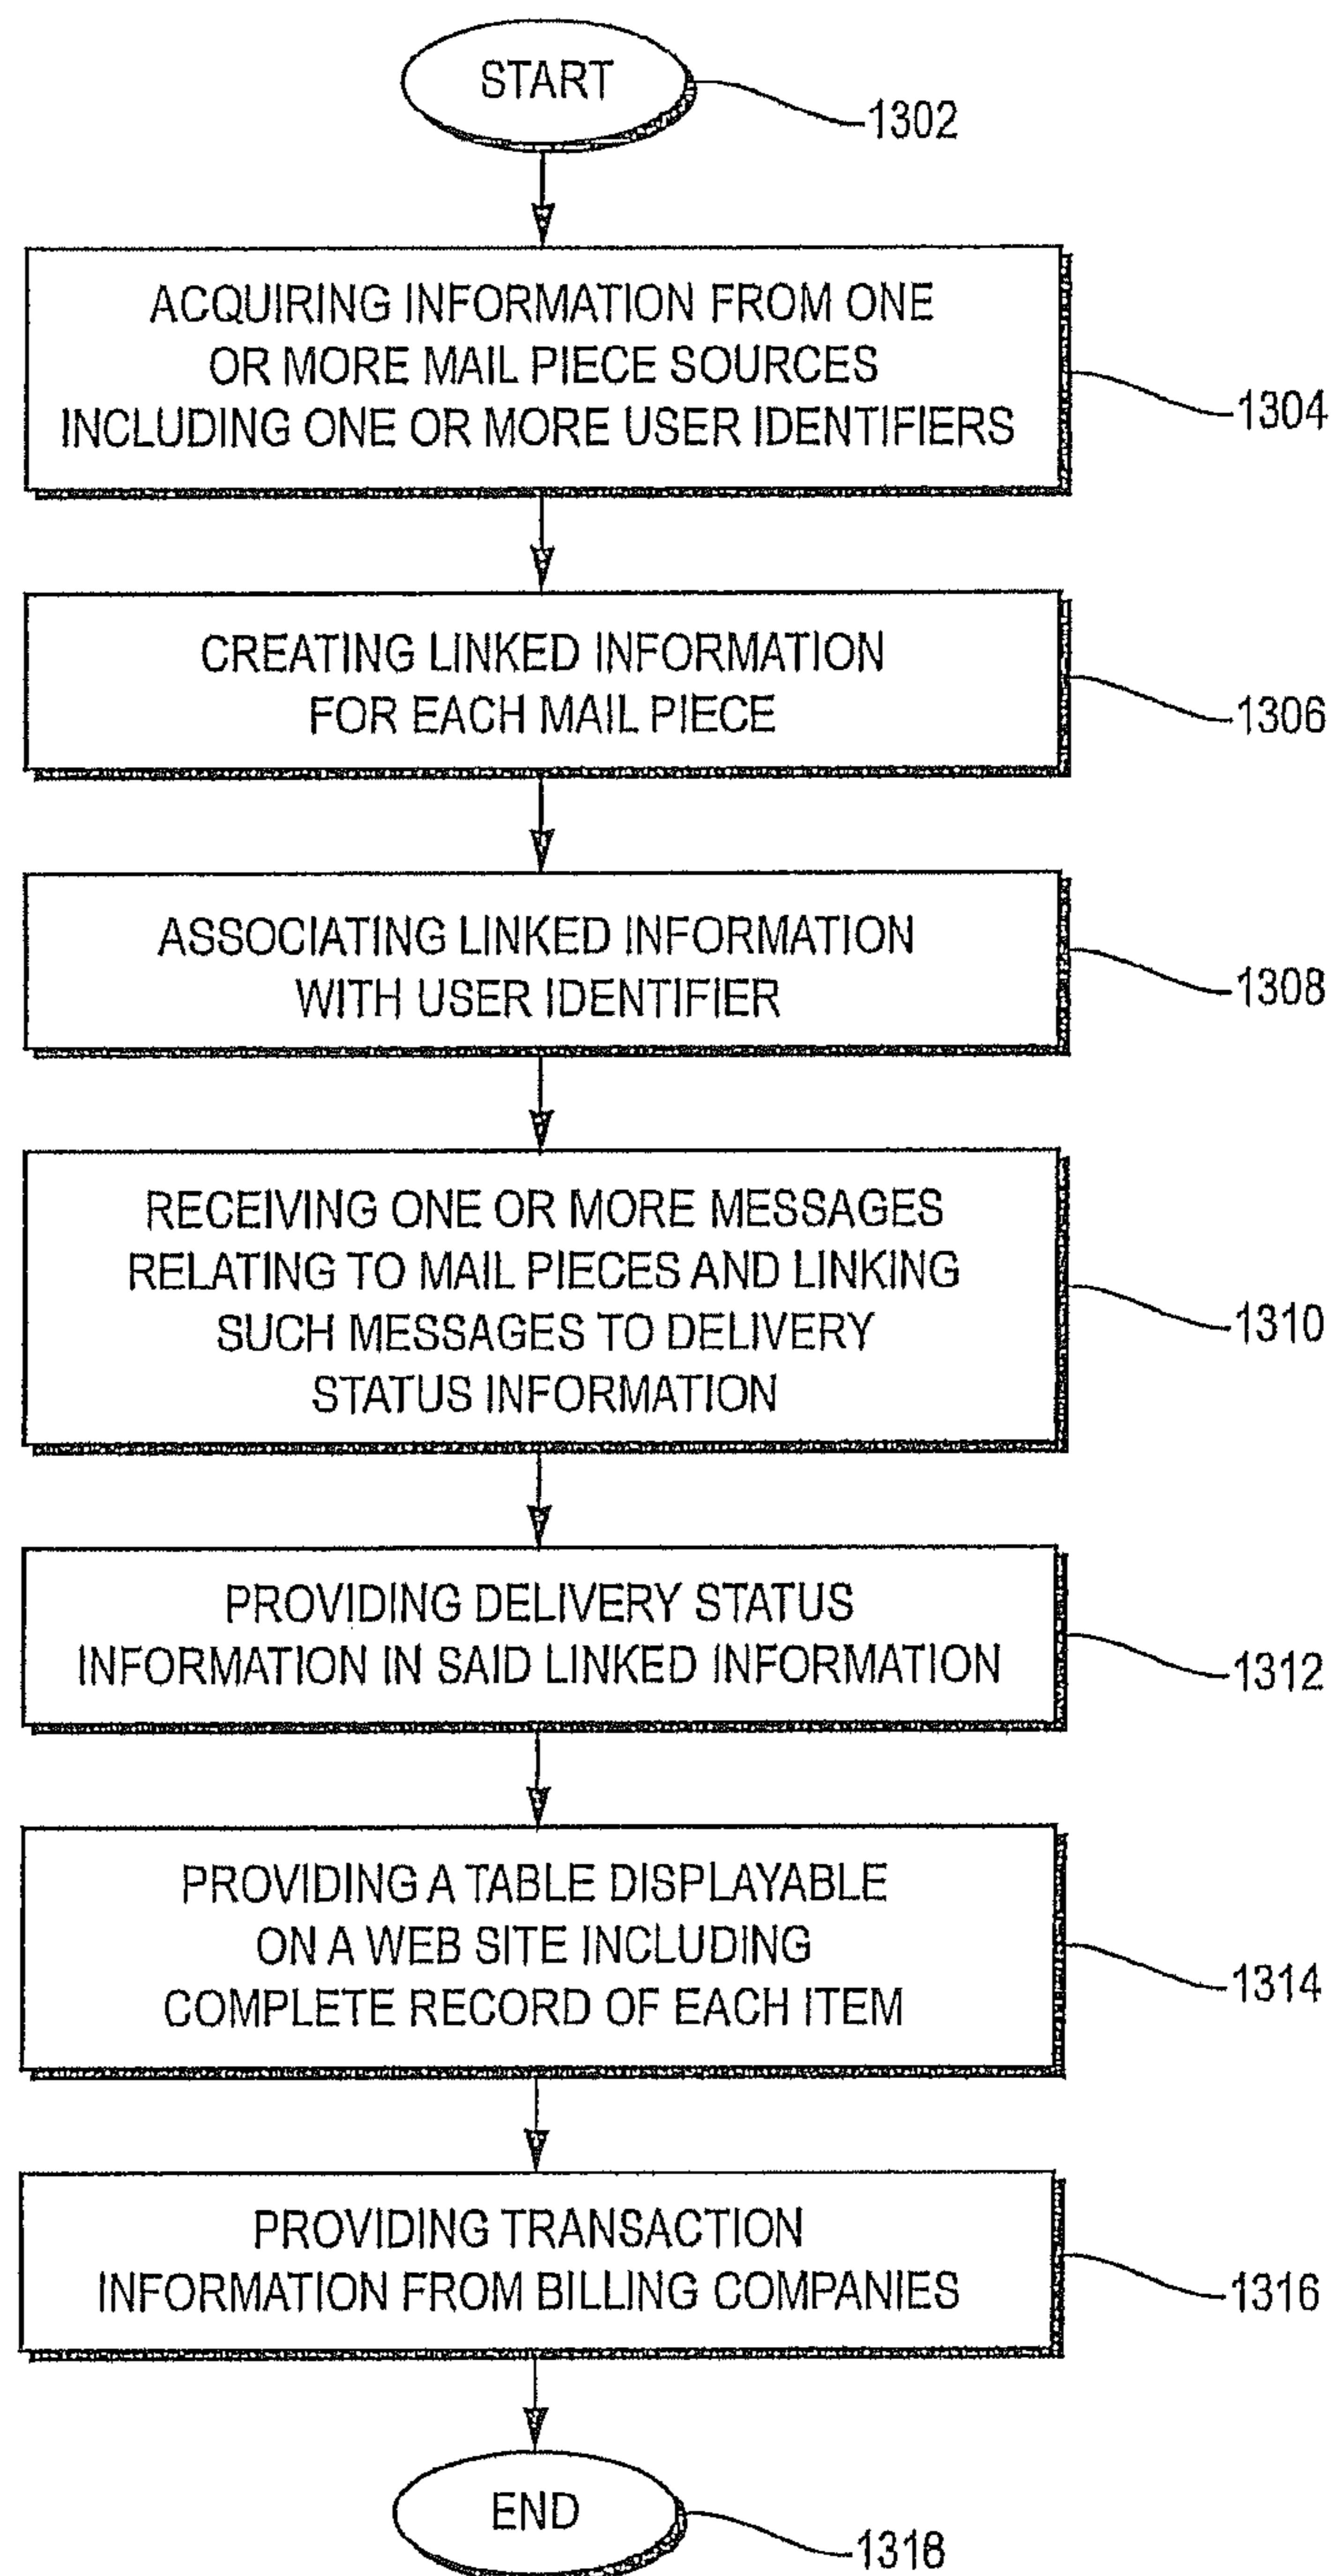 START
1302
ACQUIRING INFORMATION FROM ONE
OR MORE MAIL PIECE SOURCES
INCLUDING ONE OR MORE USER IDENTIFIERS
1304
CREATING LINKED INFORMATION
FOR EACH MAIL PIECE
1306
ASSOCIATING LINKED INFORMATION
WITH USER IDENTIFIER
1308
RECEIVING ONE OR MORE MESSAGES
RELATING TO MAIL PIECES AND LINKING
SUCH MESSAGES TO DELIVERY
STATUS INFORMATION
1310
PROVIDING DELIVERY STATUS
INFORMATION IN SAID LINKED INFORMATION
1312
PROVIDING A TABLE DISPLAYABLE
ON A WEB SITE INCLUDING
COMPLETE RECORD OF EACH ITEM
1314
PROVIDING TRANSACTION
INFORMATION FROM BILLING COMPANIES
1316
END
1318